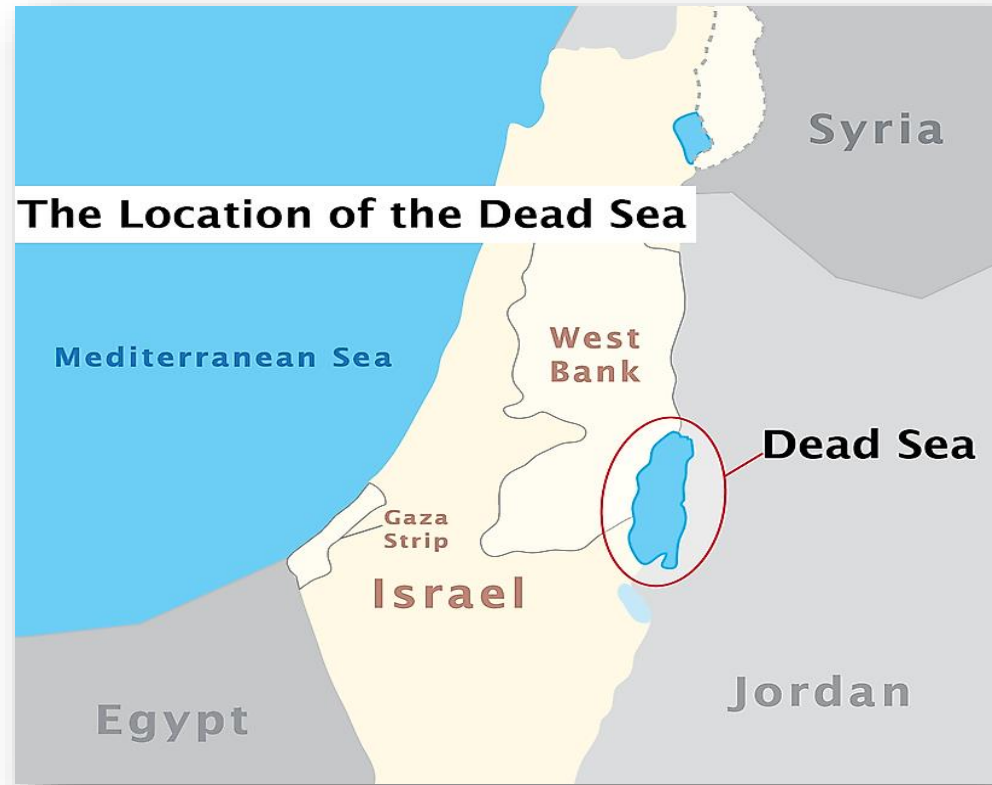 Syria
The Location of the Dead Sea
West
Bank
Mediterranean Sea
Dead Sea
Gaza
Strip
Israel
Jordan
Egypt